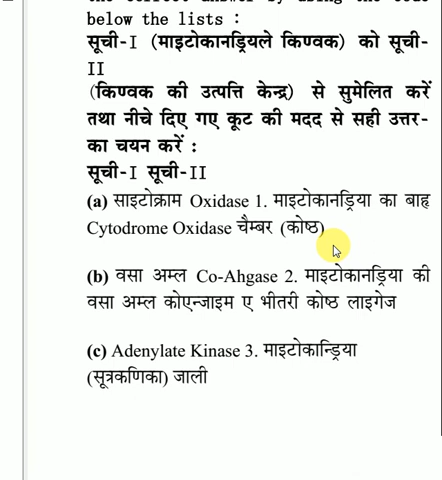 below the lists :
सूची-I (माइटोकानड्रियले किण्वक) को सूची-
II
(किण्वक की उत्पत्ति केन्द्र) से सुमेलित करें
तथा नीचे दिए गए कूट की मदद से सही उत्तर-
का चयन करें :
सूची-I सूची-II
(a) साइटोक्राम Oxidase 1. माइटोकानड्रिया का बाह्
Cytodrome Oxidase चैम्बर (कोष्ठ)
(b) वसा अम्ल Co-Ahgase 2. माइटोकानड्रिया की
वसा अम्ल कोएन्जाइम ए भीतरी कोष्ठ लाइगेज
(c) Adenylate Kinase 3. माइटोकान्ड्रिया
(सूत्रकणिका) जाली